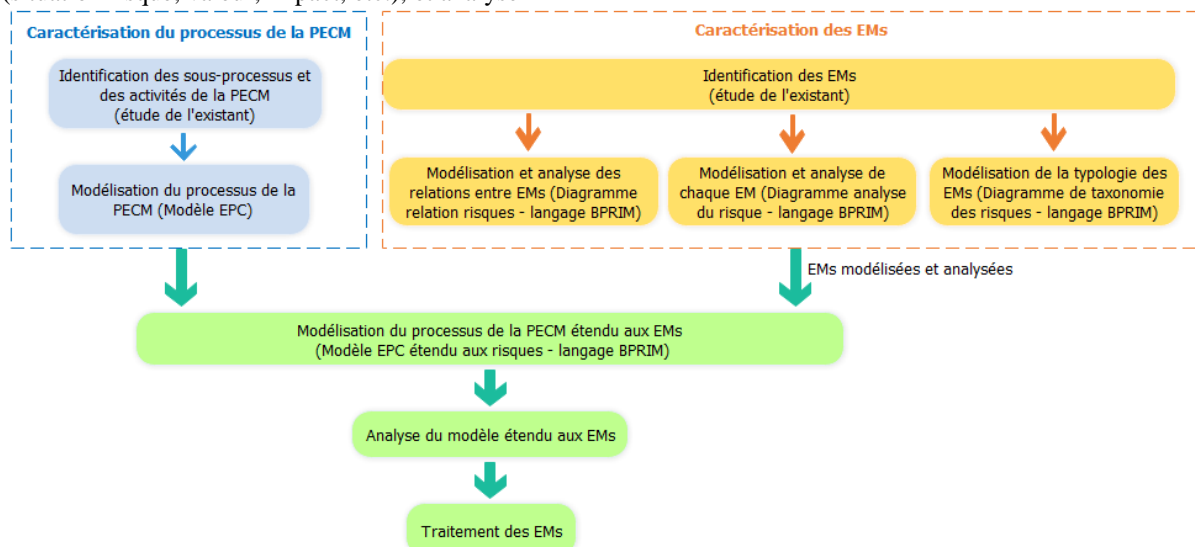 Caractérisation du processus de la PECM
Identification des sous-processus et
des activités de la PECM
(étude de l'existant)
Modélisation du processus de la
PECM (Modèle EPC)
Caractérisation des EMs
Identification des EMs
(étude de l'existant)
Modélisation et analyse des
relations entre EMs (Diagramme
relation risques - langage BPRIM)
Modélisation et analyse de
chaque EM (Diagramme analyse
du risque - langage BPRIM)
Modélisation de la typologie des
EMs (Diagramme de taxonomie
des risques - langage BPRIM)
EMs modélisées et analysées
Modélisation du processus de la PECM étendu aux EMs
(Modèle EPC étendu aux risques - langage BPRIM)
Analyse du modèle étendu aux EMs
Traitement des EMs